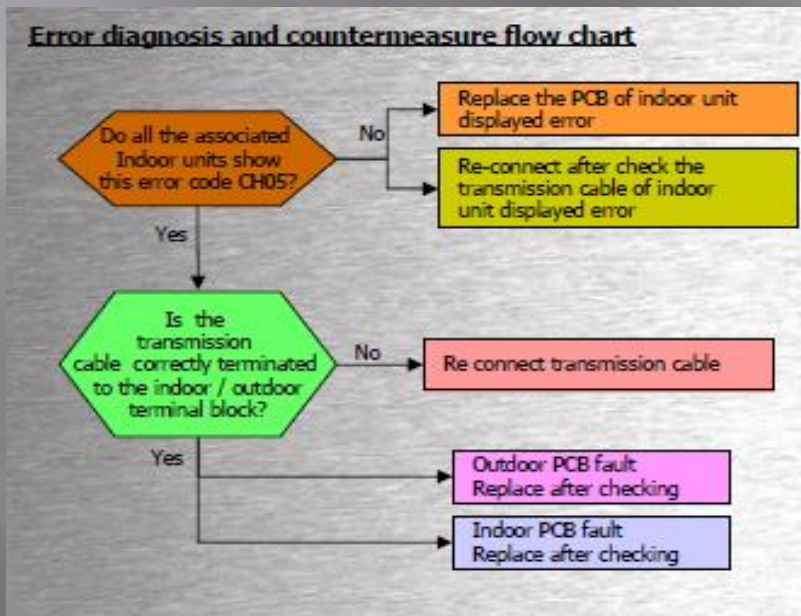 Error diagnosis and countermeasure flow chart
Do all the associated
Indoor units show
this error code CH05?
No
Replace the PCB of indoor unit
displayed error
Re-connect after check the
transmission cable of indoor
unit displayed error
Yes
Is the
transmission
cable correctly terminated
to the indoor / outdoor
terminal block?
No
Re connect transmission cable
Yes
Outdoor PCB fault
Replace after checking
Indoor PCB fault
Replace after checking